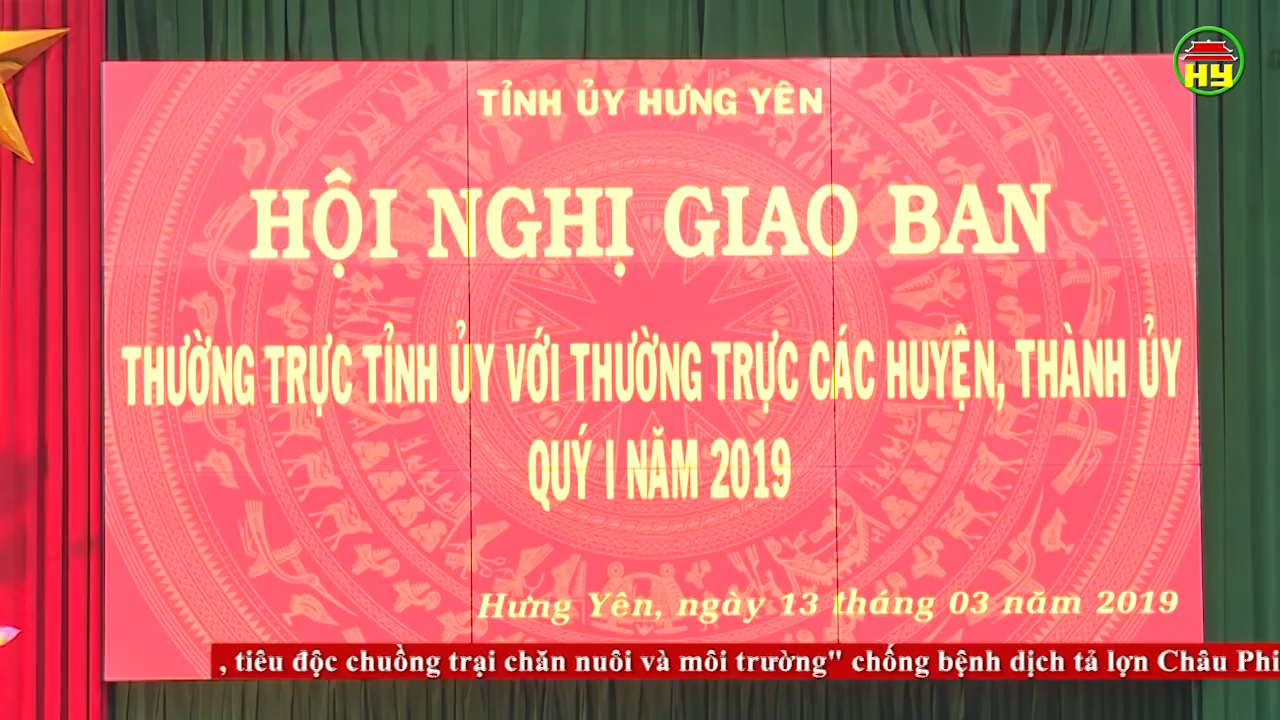 HY
TỈNH ỦY HƯNG YÊN
HỘI NGHỊ GIAO BAN
THƯỜNG TRỰC TỈNH ỦY VỚI THƯỜNG TRỰC CÁC HUYỆN, THÀNH ỦY
QUÝ I NĂM 2019
Hưng Yên, ngày 13 tháng 03 năm 2019
, tiêu độc chuồng trại chăn nuôi và môi trường" chống bệnh dịch tả lợn Châu Phi